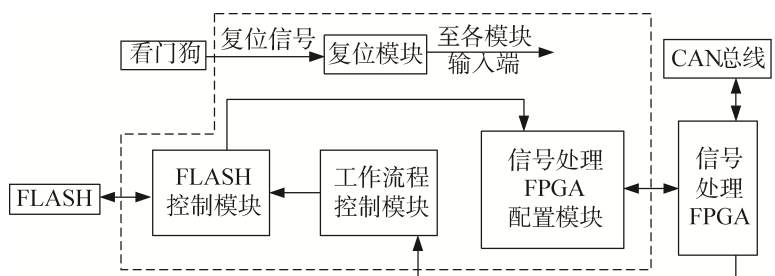 看门狗
复位信号
复位模块
至各模块
输入端
CAN总线
FLASH
FLASH
控制模块
工作流程
控制模块
信号处理
FPGA
配置模块
信号
处理
FPGA